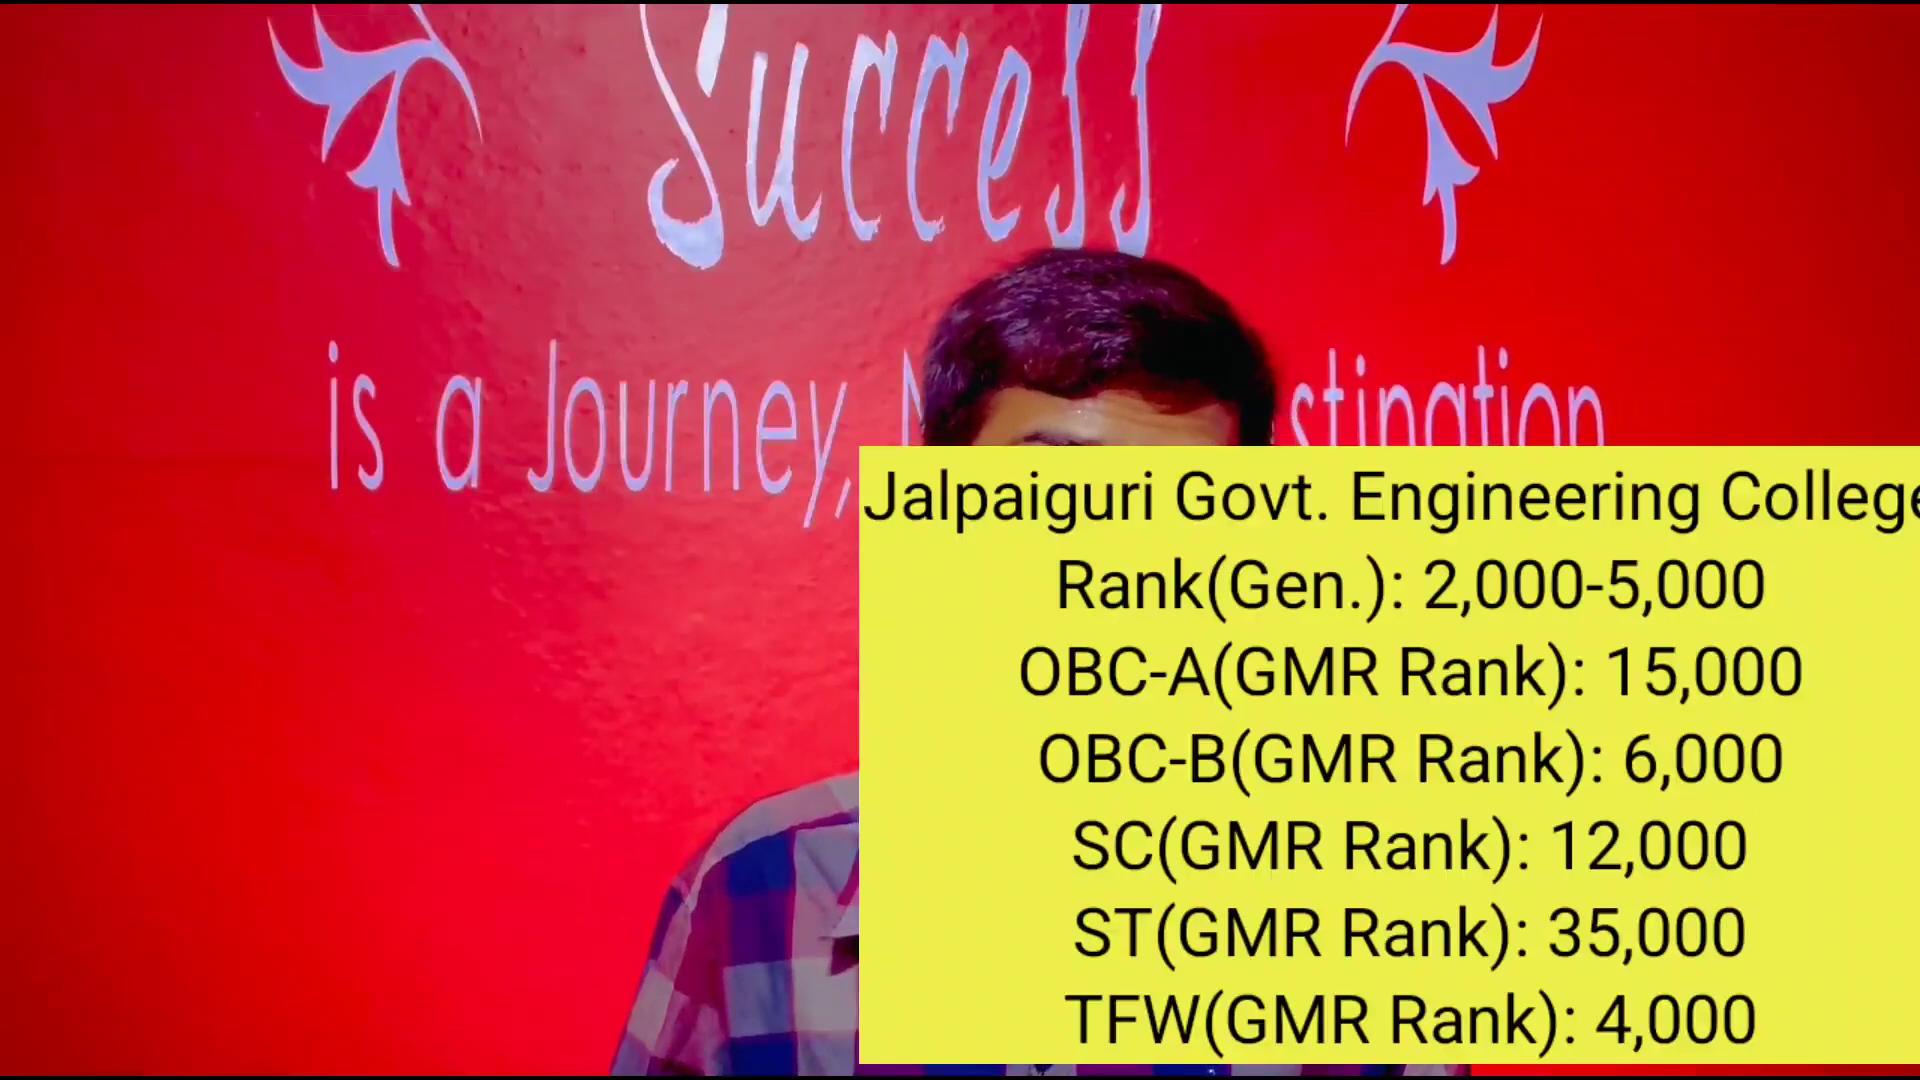 Success
is a Journey,
Jalpaiguri Govt. Engineering College
Rank(Gen.): 2,000-5,000
OBC-A(GMR Rank): 15,000
OBC-B(GMR Rank): 6,000
SC(GMR Rank): 12,000
ST(GMR Rank): 35,000
TFW(GMR Rank): 4,000